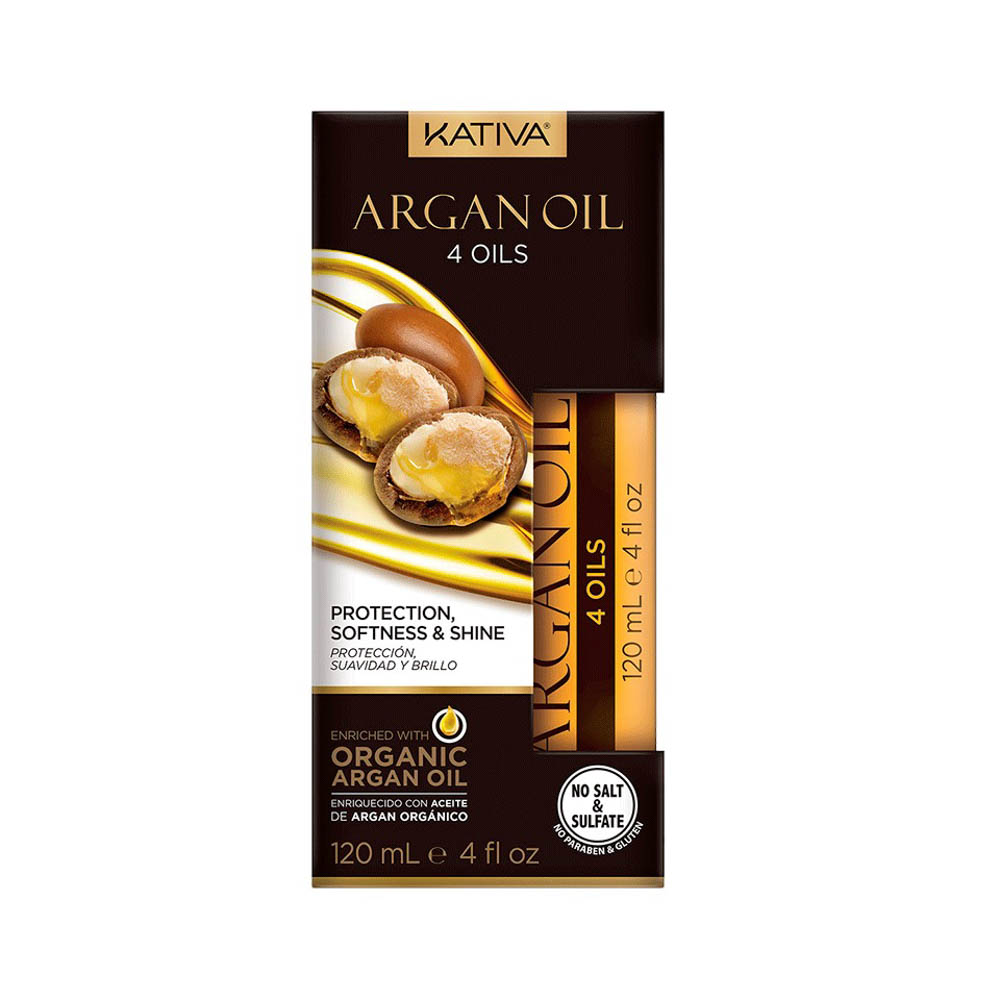 KATIVA®
ARGAN OIL
4 OILS
PROTECTION,
SOFTNESS & SHINE
PROTECCIÓN,
SUAVIDAD Y BRILLO
ENRICHED WITH
ORGANIC
ARGAN OIL
ENRIQUECIDO CON ACEITE
DE ARGAN ORGÁNICO
120 mL ℮ 4 fl oz
ARGAN OIL
4 OILS
120 mL ℮ 4 fl oz
NO SALT
&
SULFATE
NO PARABEN & GLUTEN